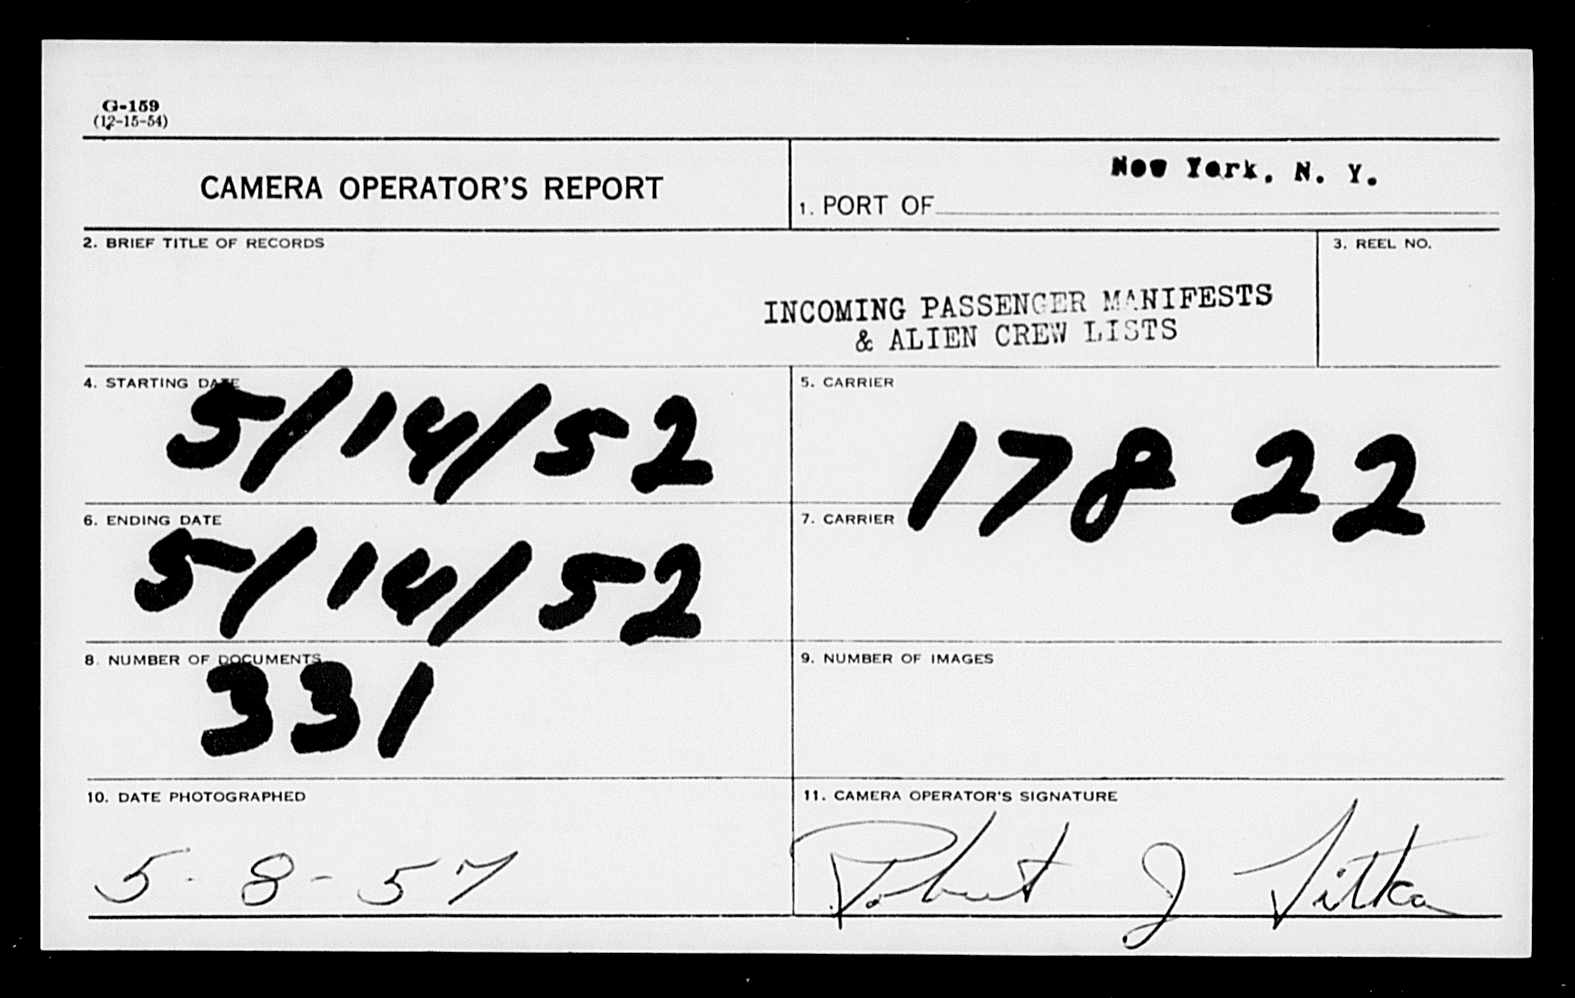 G-159
(12-15-54)
CAMERA OPERATOR'S REPORT
New York, N. Y.
1. PORT OF
2. BRIEF TITLE OF RECORDS
3. REEL NO.
INCOMING PASSENGER MANIFESTS
& ALIEN CREW LISTS
4. STARTING DATE
5/14/52
5. CARRIER
178 22
6. ENDING DATE
5/14/52
7. CARRIER
8. NUMBER OF DOCUMENTS
331
9. NUMBER OF IMAGES
10. DATE PHOTOGRAPHED
5-8-57
11. CAMERA OPERATOR'S SIGNATURE
Robert J